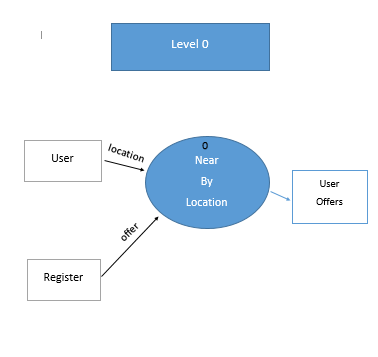 Level 0
location
User
0
Near
By
Location
User
Offers
offer
Register